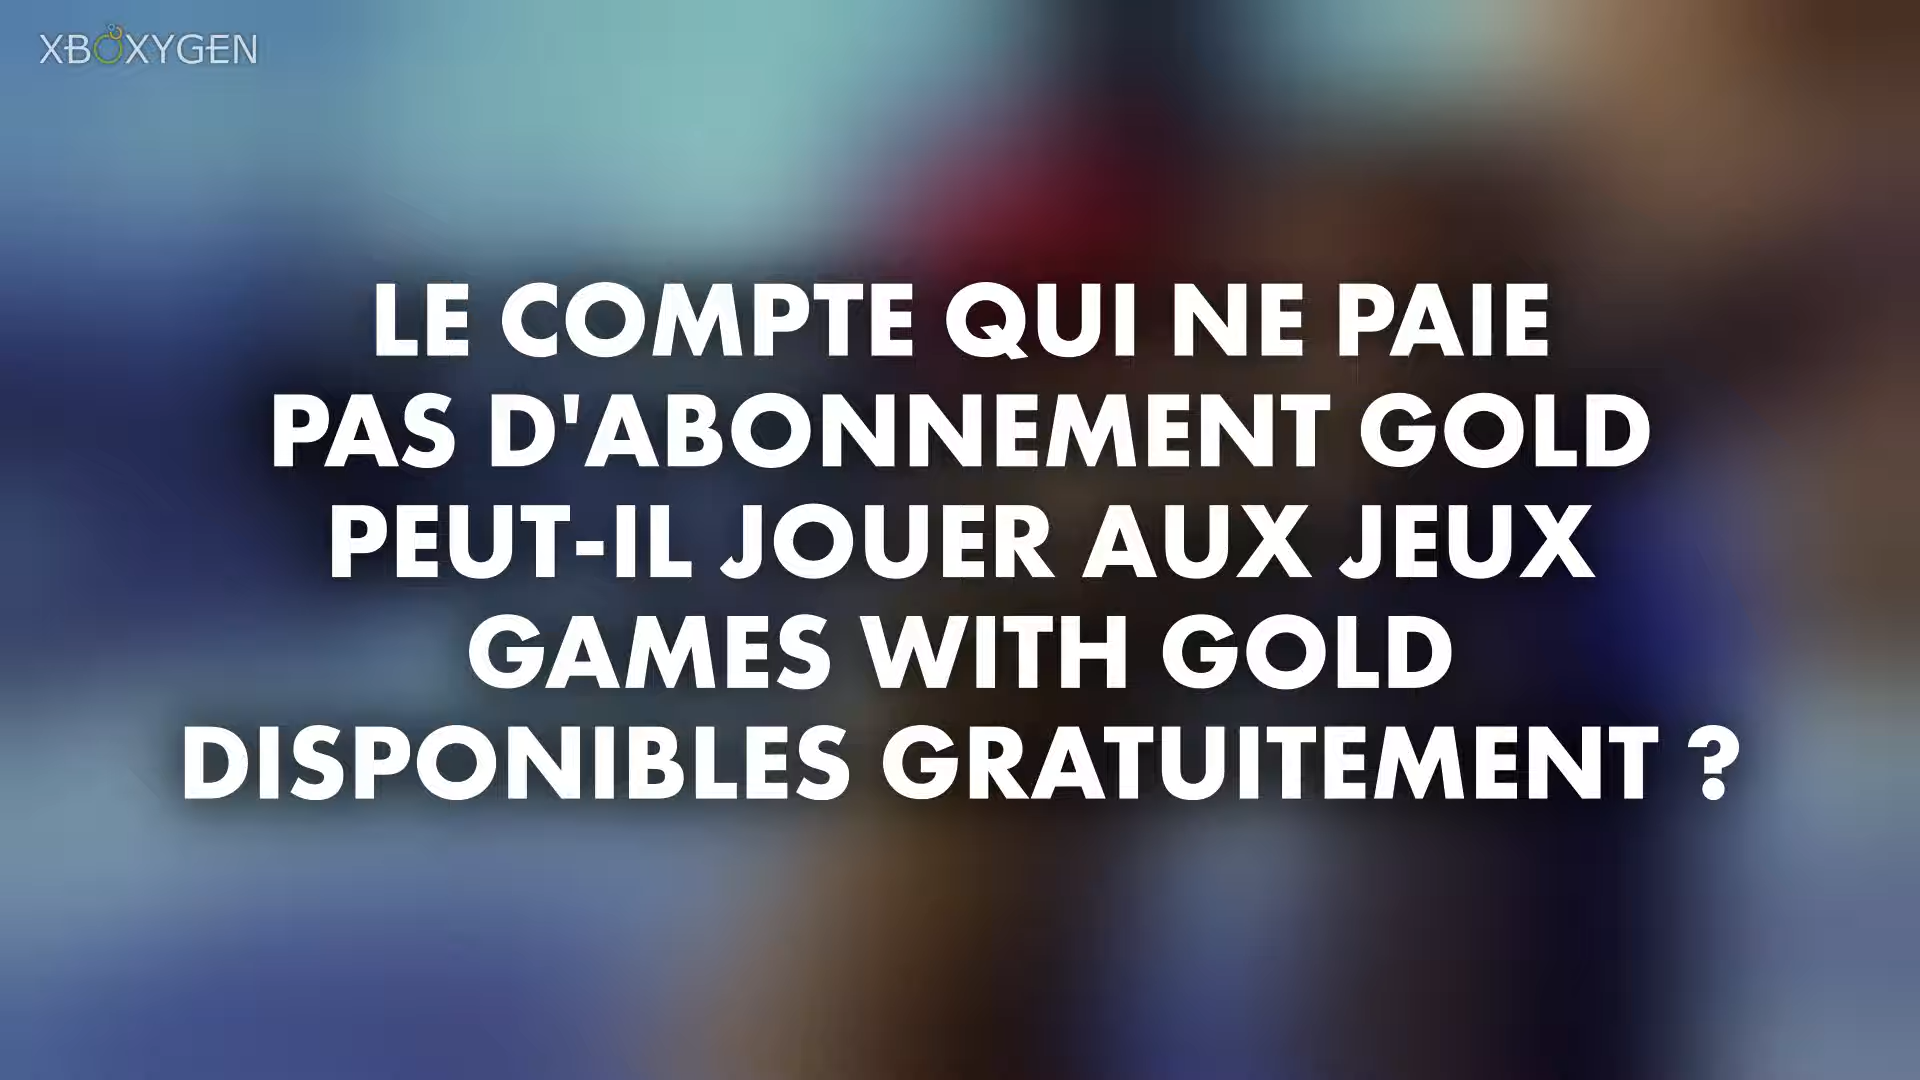 XBOXYGEN
LE COMPTE QUI NE PAIE
PAS D'ABONNEMENT GOLD
PEUT-IL JOUER AUX JEUX
GAMES WITH GOLD
DISPONIBLES GRATUITEMENT ?